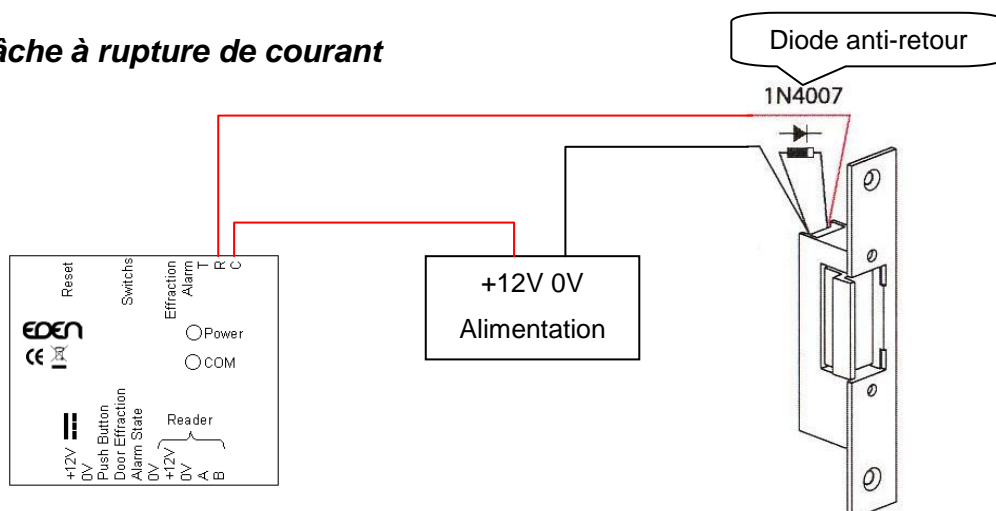 âche à rupture de courant
Diode anti-retour
1N4007
+12V 0V
Alimentation
Reset
Switchs
Effraction
Alarm
T
R
C
EDEN
CE
Power
COM
Reader
+12V
0V
Push Button
Door Effraction
Alarm State
0V
+12V
0V
A
B